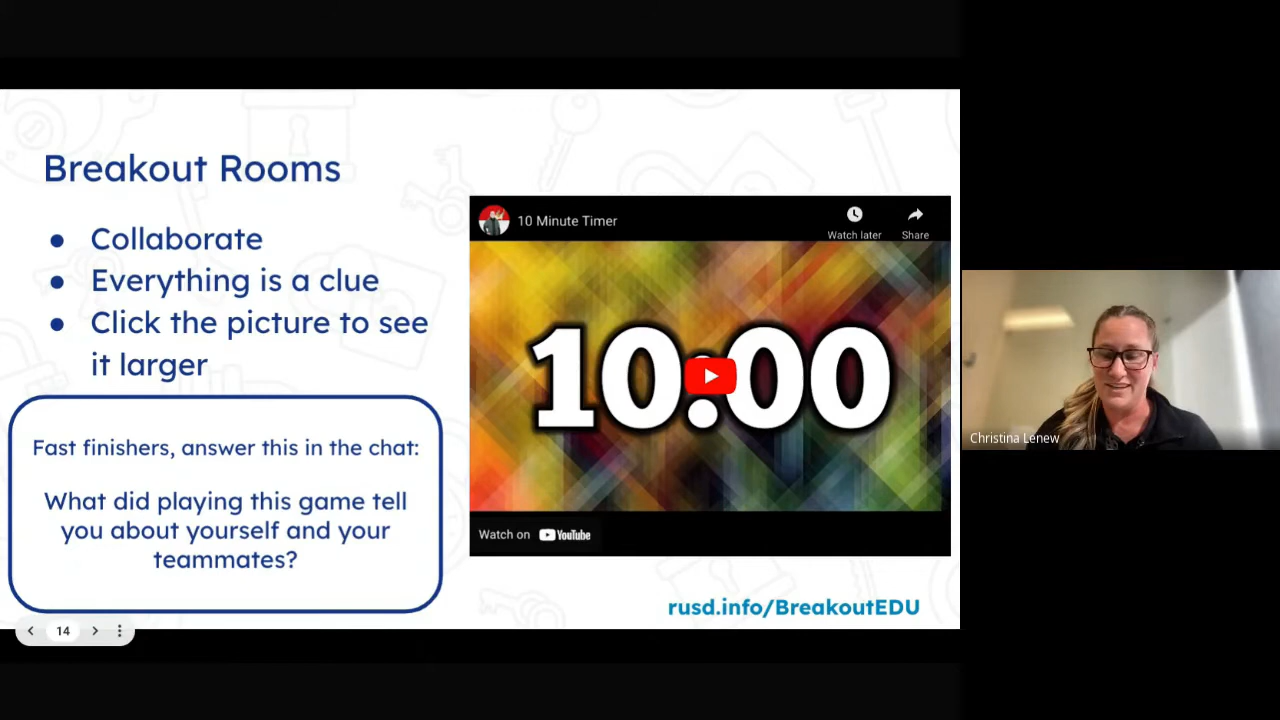 Breakout Rooms
● Collaborate
● Everything is a clue
● Click the picture to see
it larger
Fast finishers, answer this in the chat:
What did playing this game tell
you about yourself and your
teammates?
10 Minute Timer
Watch later
Share
10:00
Watch on YouTube
rusd.info/BreakoutEDU
14
Christina Lenew